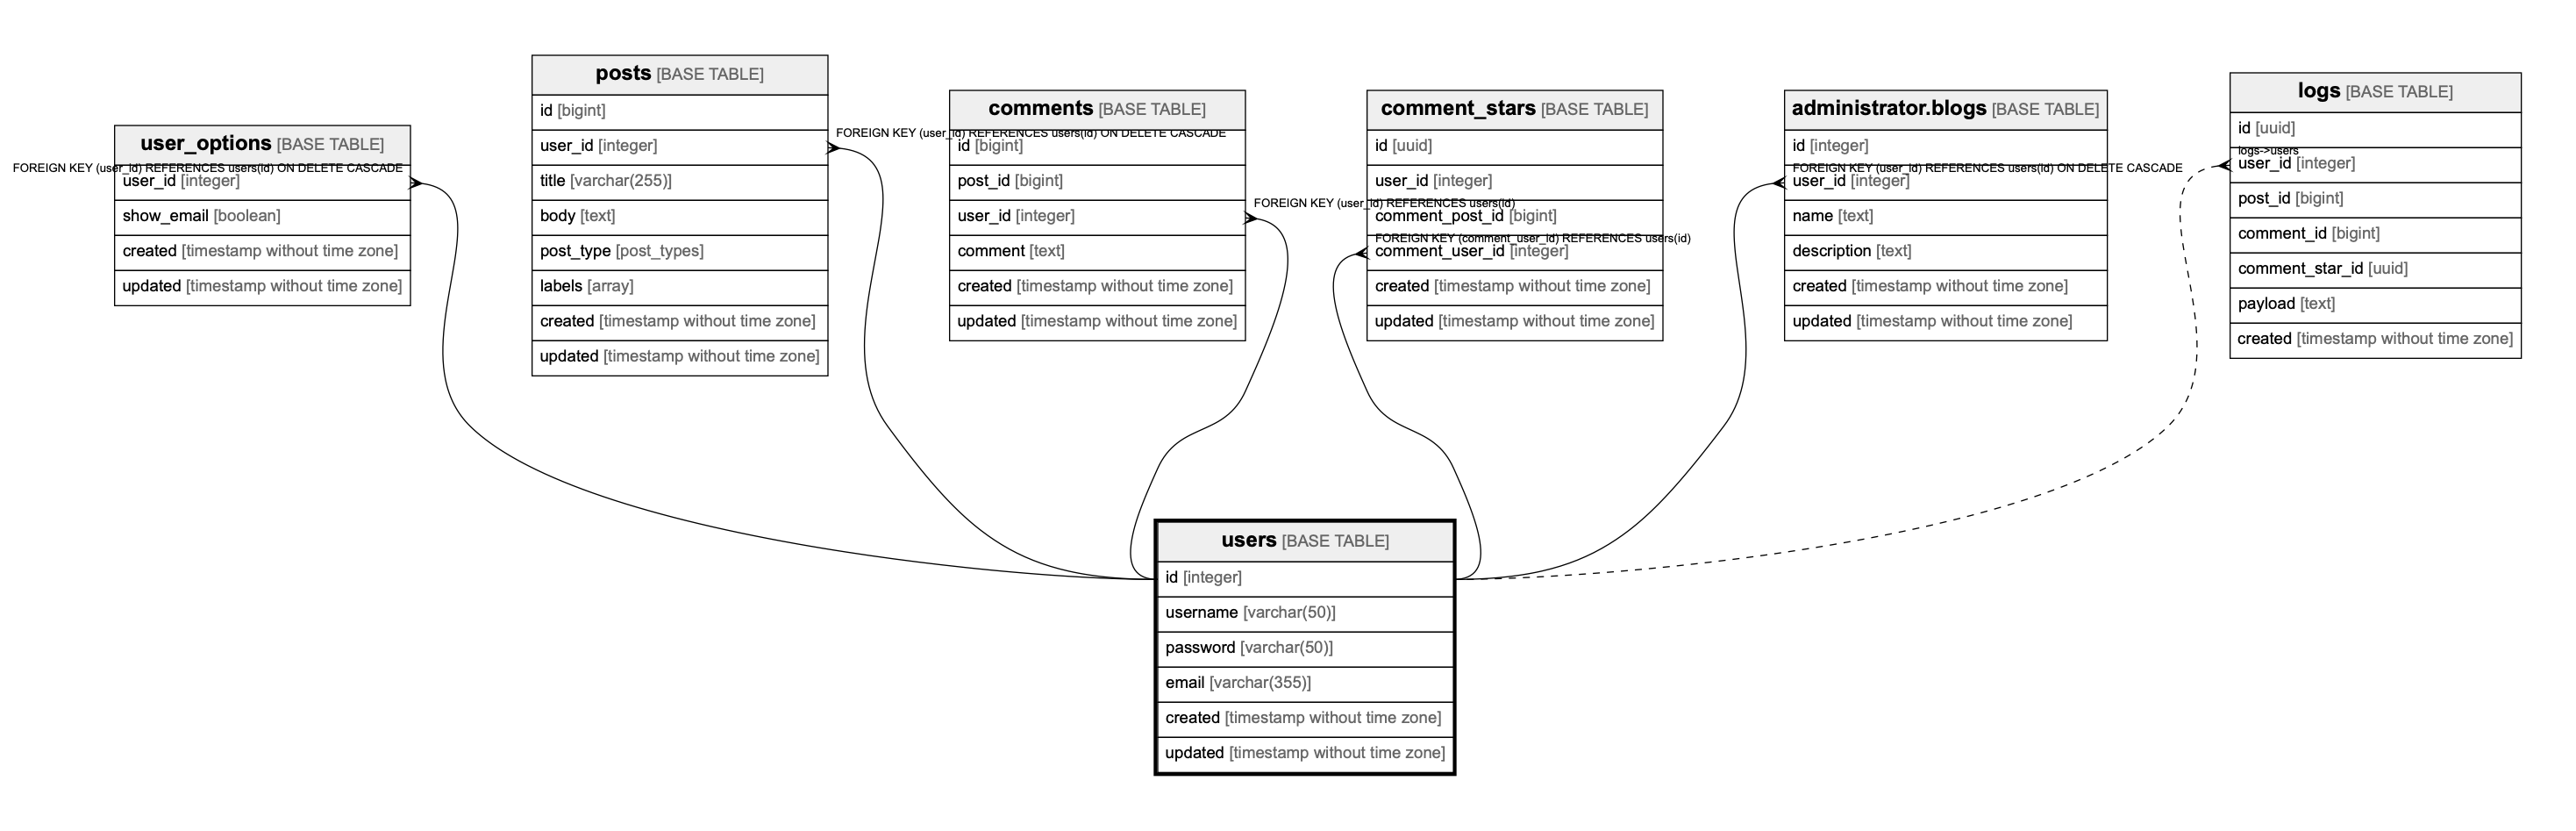 user_options [BASE TABLE]
FOREIGN KEY (user_id) REFERENCES users(id) ON DELETE CASCADE
user_id [integer]
show_email [boolean]
created [timestamp without time zone]
updated [timestamp without time zone]
posts [BASE TABLE]
id [bigint]
user_id [integer]
title [varchar(255)]
body [text]
post_type [post_types]
labels [array]
created [timestamp without time zone]
updated [timestamp without time zone]
FOREIGN KEY (user_id) REFERENCES users(id) ON DELETE CASCADE
comments [BASE TABLE]
id [bigint]
post_id [bigint]
user_id [integer]
comment [text]
created [timestamp without time zone]
updated [timestamp without time zone]
FOREIGN KEY (user_id) REFERENCES users(id)
comment_stars [BASE TABLE]
id [uuid]
user_id [integer]
comment_post_id [bigint]
FOREIGN KEY (comment_user_id) REFERENCES users(id)
comment_user_id [integer]
created [timestamp without time zone]
updated [timestamp without time zone]
administrator.blogs [BASE TABLE]
id [integer]
FOREIGN KEY (user_id) REFERENCES users(id) ON DELETE CASCADE
user_id [integer]
name [text]
description [text]
created [timestamp without time zone]
updated [timestamp without time zone]
logs [BASE TABLE]
id [uuid]
logs->users
user_id [integer]
post_id [bigint]
comment_id [bigint]
comment_star_id [uuid]
payload [text]
created [timestamp without time zone]
users [BASE TABLE]
id [integer]
username [varchar(50)]
password [varchar(50)]
email [varchar(355)]
created [timestamp without time zone]
updated [timestamp without time zone]